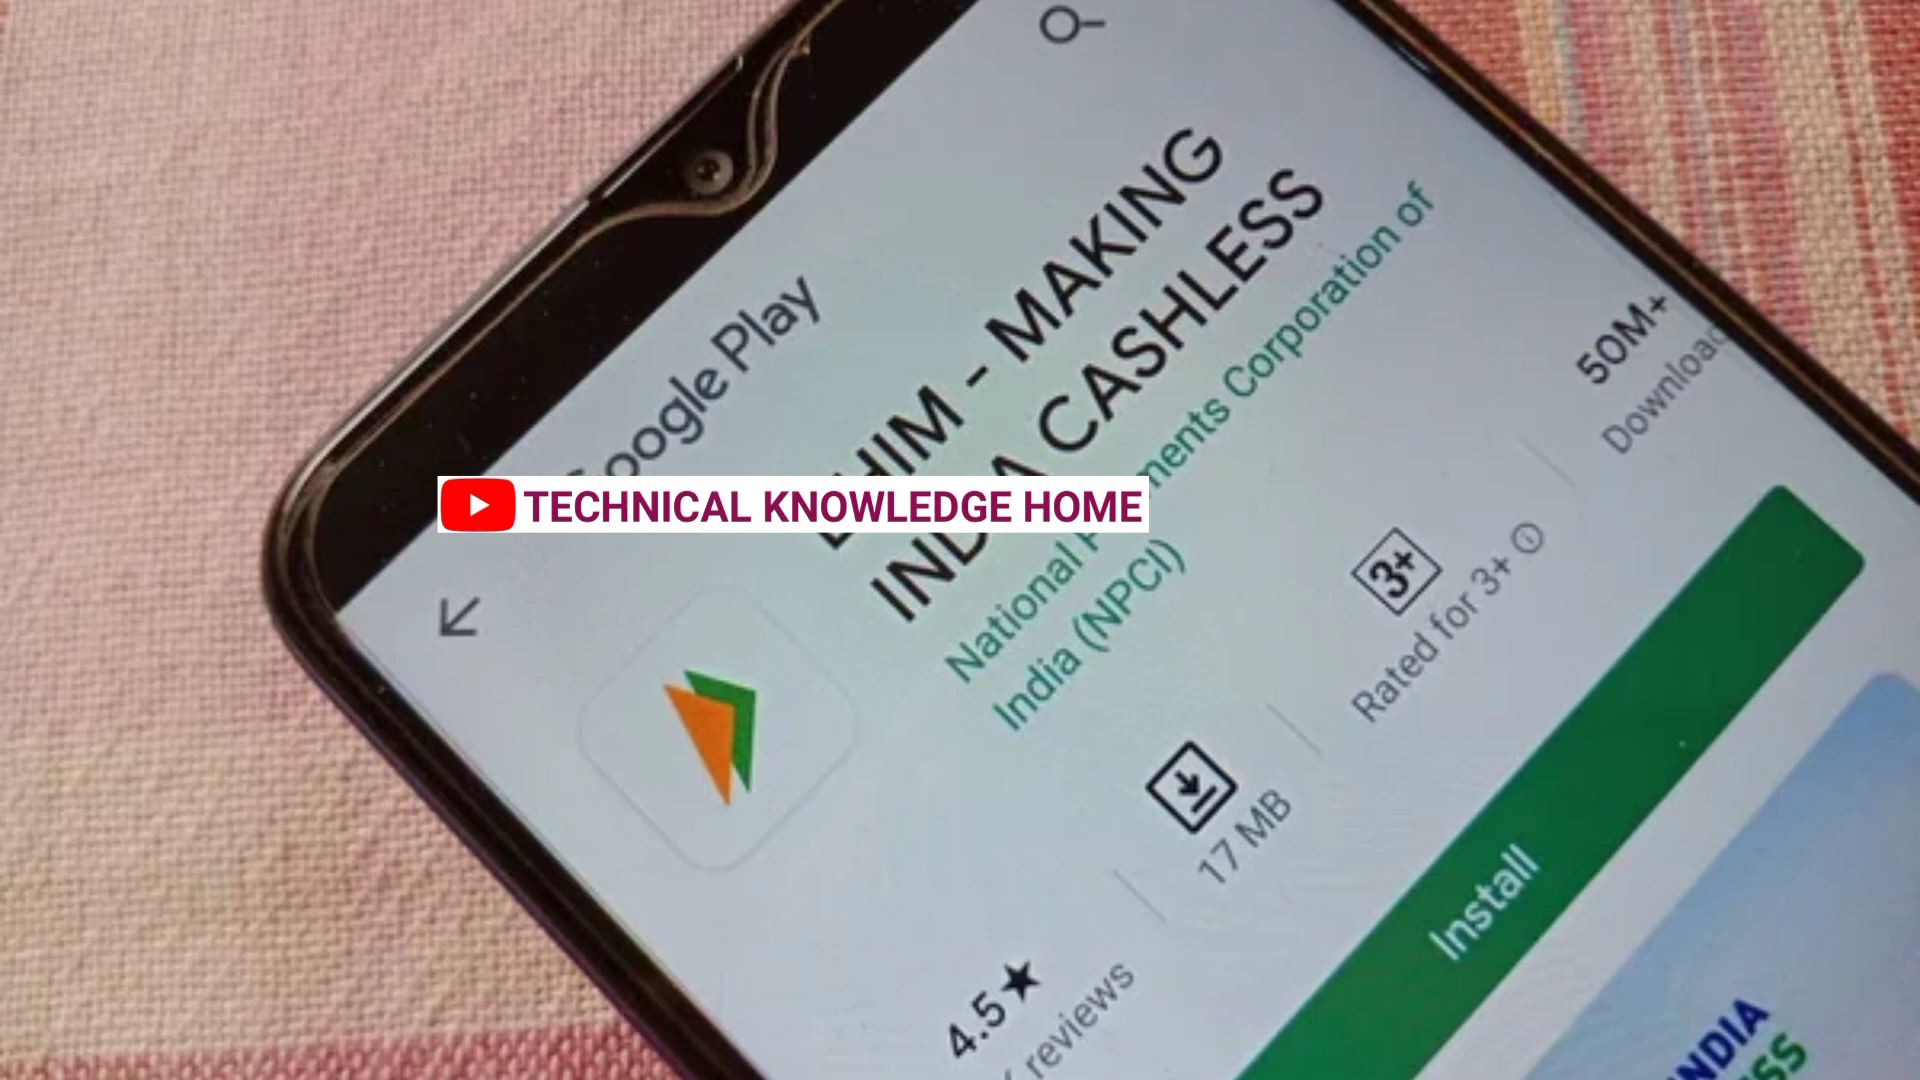 Google Play
BHIM - MAKING
INDIA CASHLESS
National Payments Corporation of
India (NPCI)
TECHNICAL KNOWLEDGE HOME
4.5★
reviews
17 MB
3+
Rated for 3+
50M+
Install